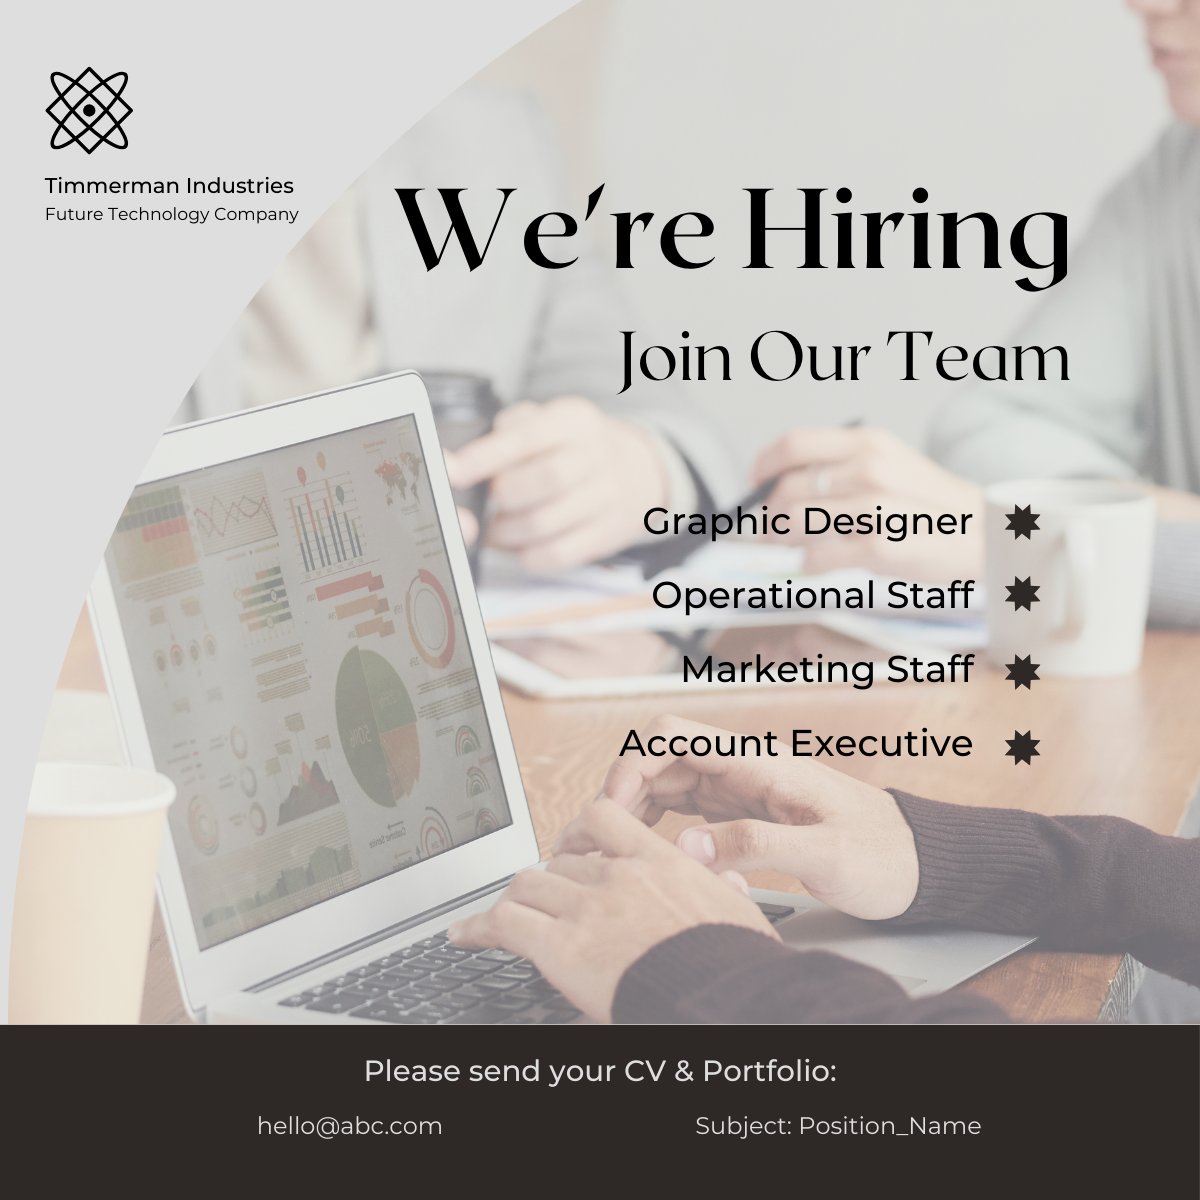 Timmerman Industries
Future Technology Company
We're Hiring
Join Our Team
Graphic Designer
Operational Staff
Marketing Staff
Account Executive
Please send your CV & Portfolio:
hello@abc.com
Subject: Position_Name